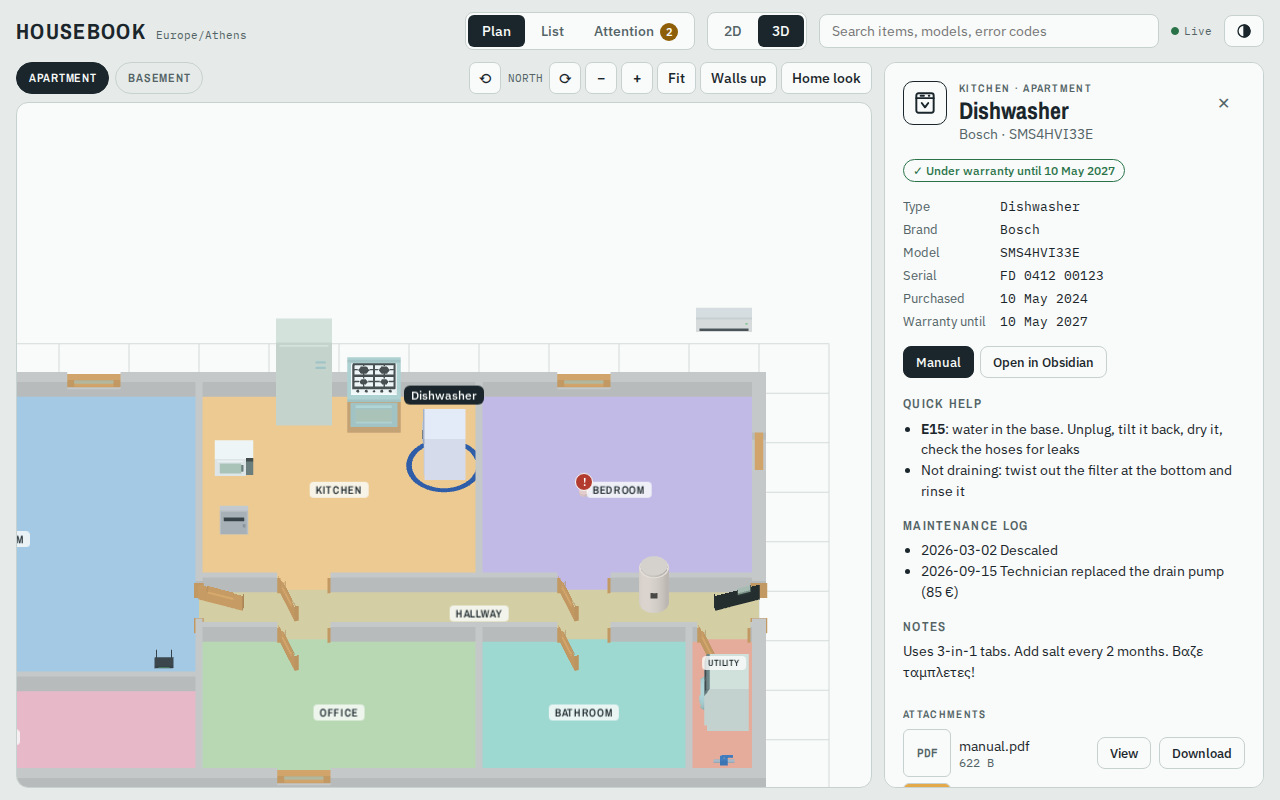 HOUSEBOOK Europe/Athens
Plan List Attention 2
2D 3D
Search items, models, error codes
Live
APARTMENT BASEMENT
⟲ NORTH ⟳ − + Fit Walls up Home look
Dishwasher
KITCHEN
!
BEDROOM
M
HALLWAY
UTILITY
OFFICE
BATHROOM
KITCHEN · APARTMENT
Dishwasher
Bosch · SMS4HVI33E
✕
✓ Under warranty until 10 May 2027
Type Dishwasher
Brand Bosch
Model SMS4HVI33E
Serial FD 0412 00123
Purchased 10 May 2024
Warranty until 10 May 2027
Manual Open in Obsidian
QUICK HELP
• E15: water in the base. Unplug, tilt it back, dry it,
check the hoses for leaks
• Not draining: twist out the filter at the bottom and
rinse it
MAINTENANCE LOG
• 2026-03-02 Descaled
• 2026-09-15 Technician replaced the drain pump
(85 €)
NOTES
Uses 3-in-1 tabs. Add salt every 2 months. Βαζε
ταμπλετες!
ATTACHMENTS
PDF manual.pdf
622 B
View Download